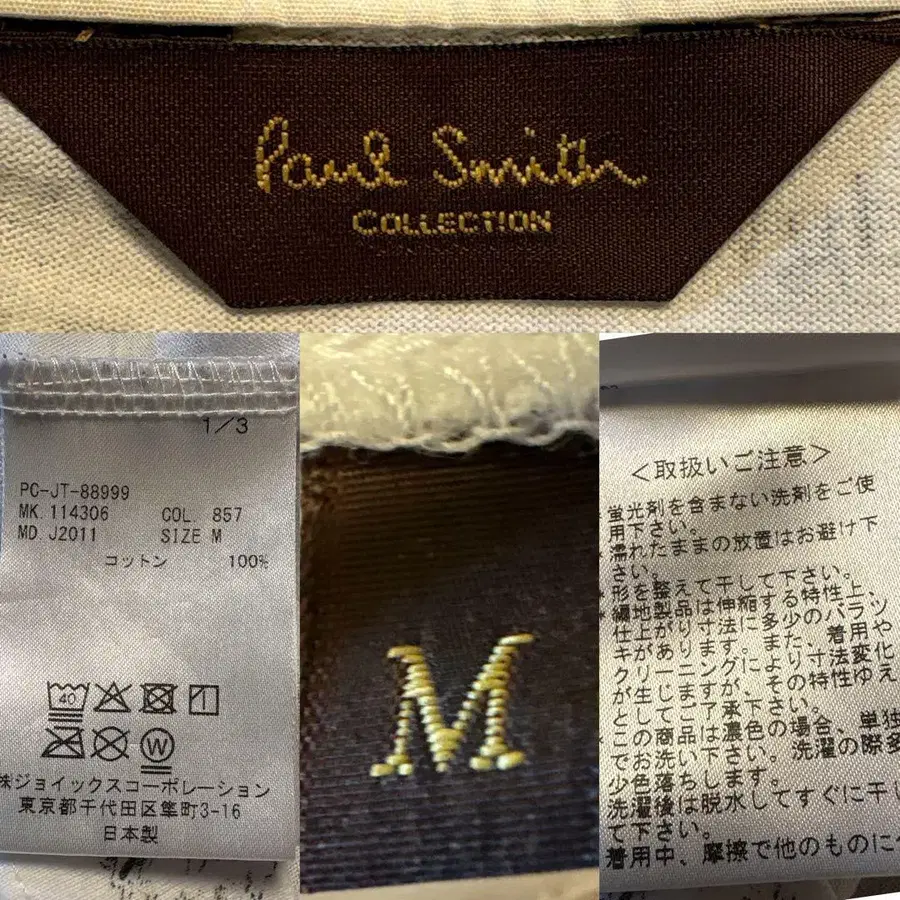 Paul Smith
COLLECTION
1/3
PC-JT-88999
MK. 114306 COL. 857
MD. J2011 SIZE M
コットン 100%
40
W
株ジョイックスコーポレーション
東京都千代田区隼町3-16
日本製
M
<取扱いご注意>
蛍光剤を含まない洗剤をご使
用下さい。
濡れたままの放置はお避け下
さい。
形を整えて干して下さい。
編地製品は伸縮する特性上、
仕上がり寸法に多少のバラツ
キがあります。また、着用や
クリーニングにより寸法変化
が生じますが、その特性ゆえ
としてご了承下さい。
この商品は濃色の場合、単独
でお洗い下さい。洗濯の際多
少色落ちします。
洗濯後は脱水してすぐに干し
て下さい。
着用中、摩擦で他のものに